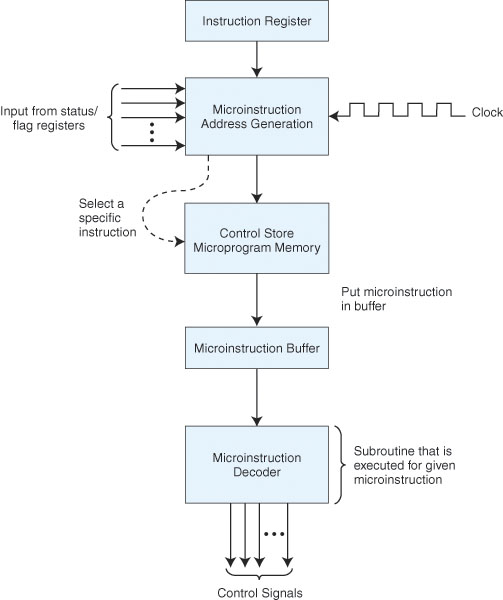 Instruction Register
Input from status/
flag registers
Microinstruction
Address Generation
Clock
Select a
specific
instruction
Control Store
Microprogram Memory
Put microinstruction
in buffer
Microinstruction Buffer
Microinstruction
Decoder
Subroutine that is
executed for given
microinstruction
Control Signals